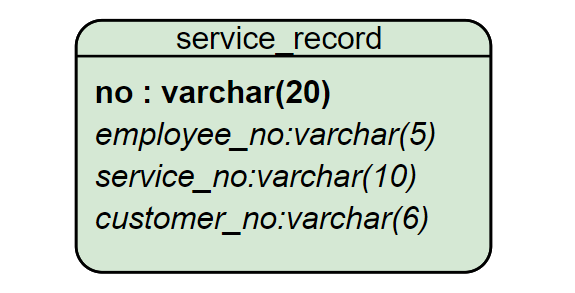 service_record
no : varchar(20)
employee_no:varchar(5)
service_no:varchar(10)
customer_no:varchar(6)